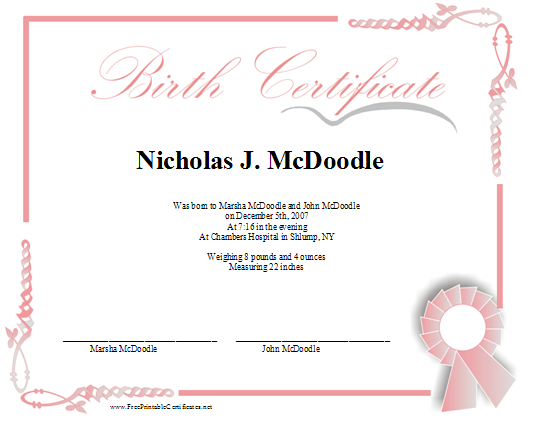 Birth Certificate
Nicholas J. McDoodle
Was born to Marsha McDoodle and John McDoodle
on December 5th, 2007
At 7:16 in the evening
At Chambers Hospital in Shlump, NY
Weighing 8 pounds and 4 ounces
Measuring 22 inches
Marsha McDoodle John McDoodle
www.FreePrintableCertificates.net